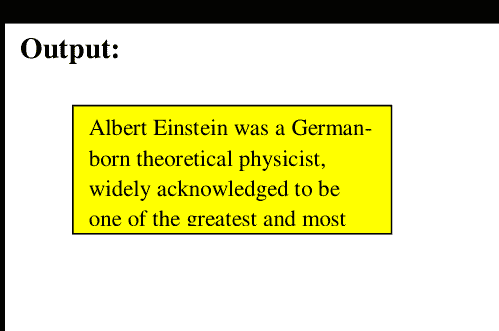 Output:
Albert Einstein was a German-
born theoretical physicist,
widely acknowledged to be
one of the greatest and most